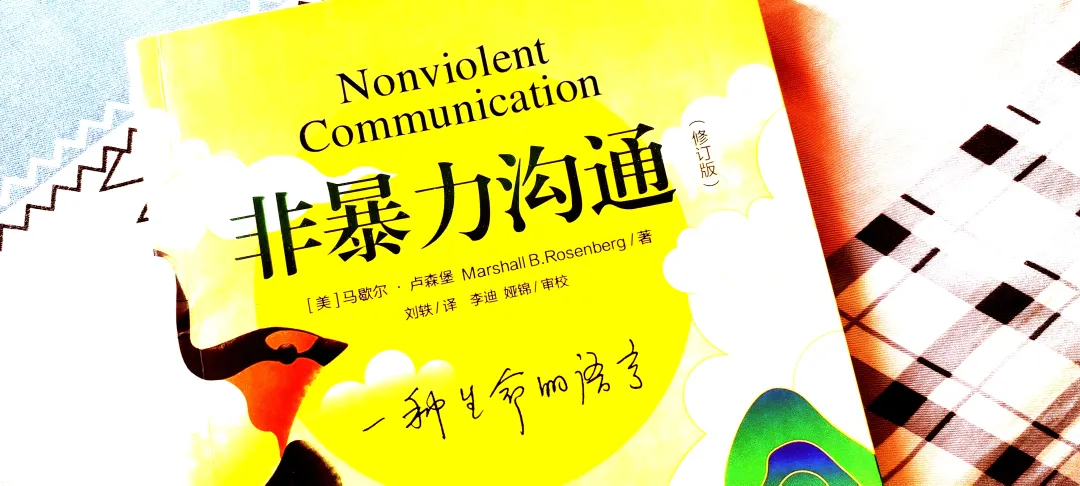 Nonviolent
Communication
非暴力沟通
（修订版）
[美]马歇尔·卢森堡 Marshall B.Rosenberg/著
刘轶/译 李迪 娅锦/审校
一种生命的语言